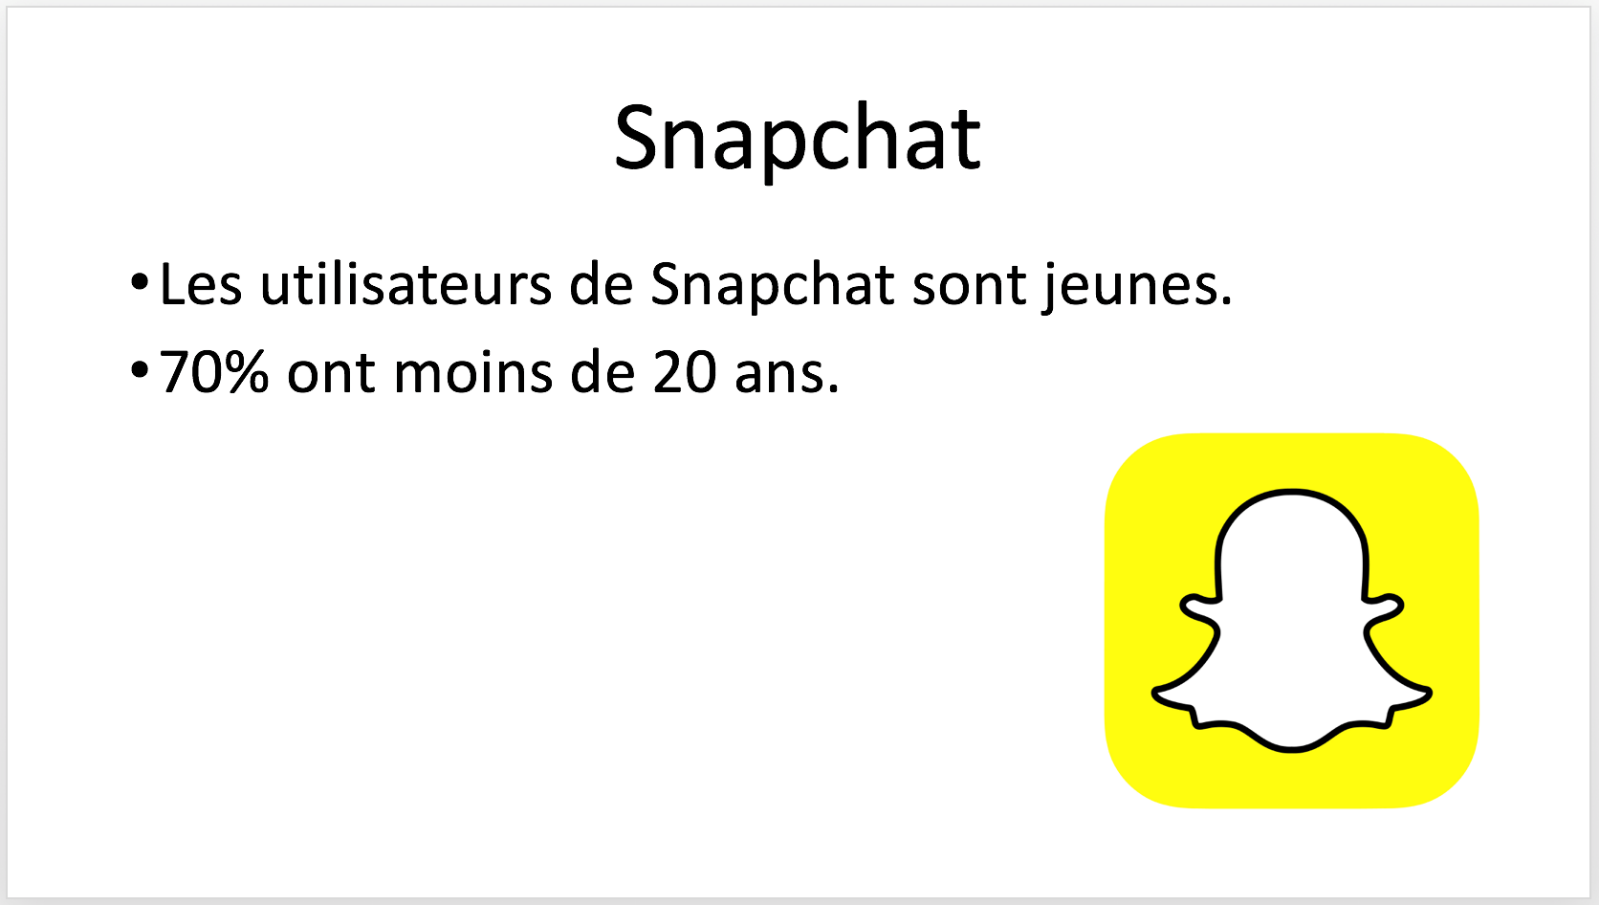 Snapchat
• Les utilisateurs de Snapchat sont jeunes.
• 70% ont moins de 20 ans.